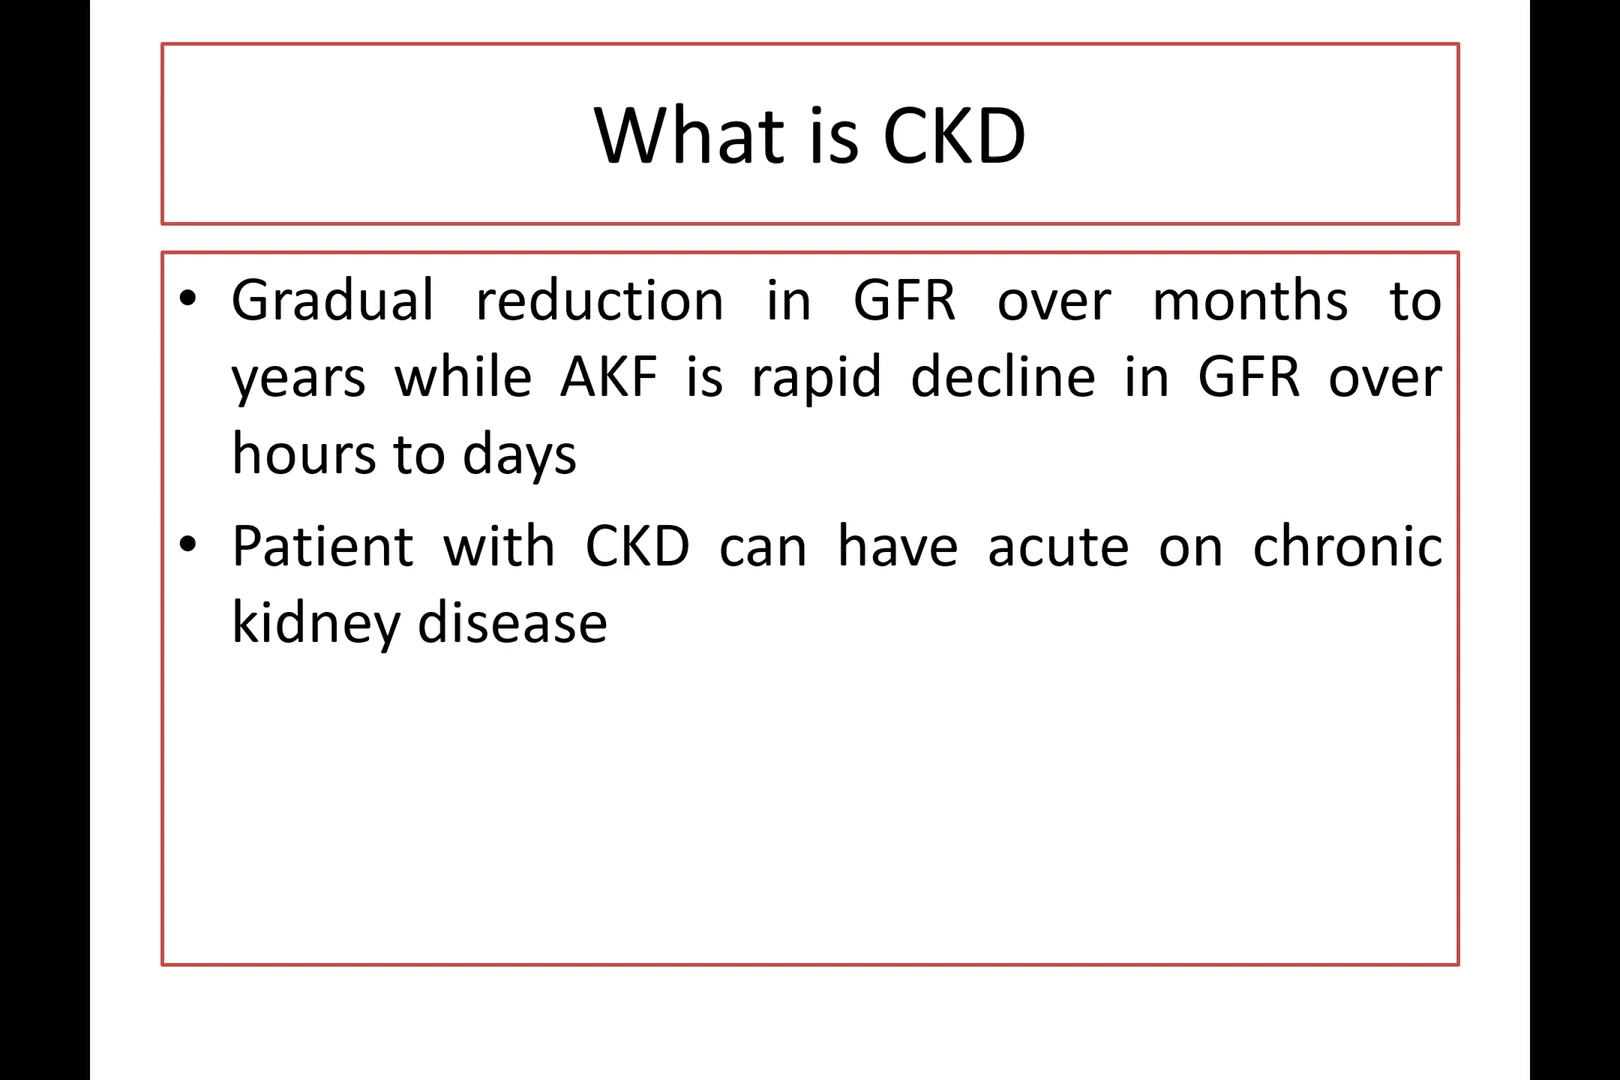 What is CKD
• Gradual reduction in GFR over months to
years while AKF is rapid decline in GFR over
hours to days
• Patient with CKD can have acute on chronic
kidney disease